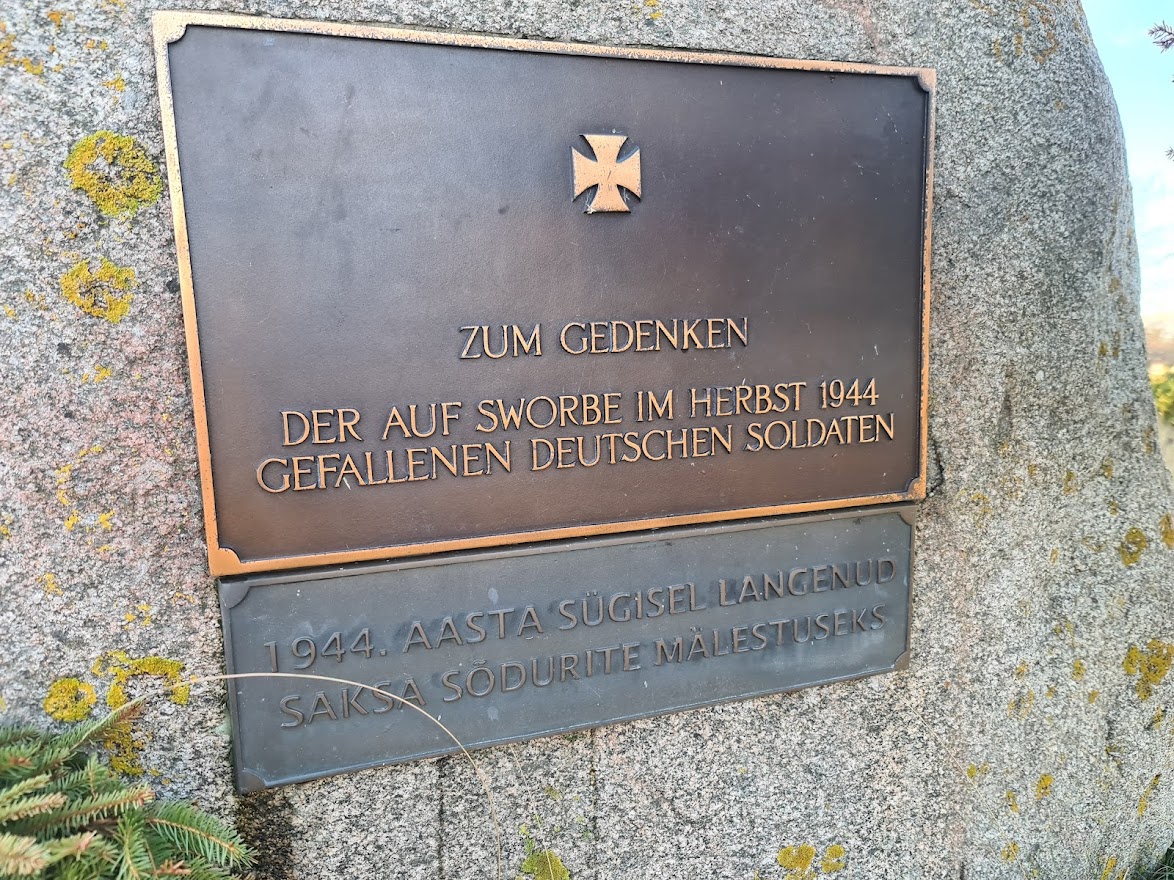 ZUM GEDENKEN
DER AUF SWORBE IM HERBST 1944
GEFALLENEN DEUTSCHEN SOLDATEN
1944. AASTA SÜGISEL LANGENUD
SAKSA SÕDURITE MÄLESTUSEKS